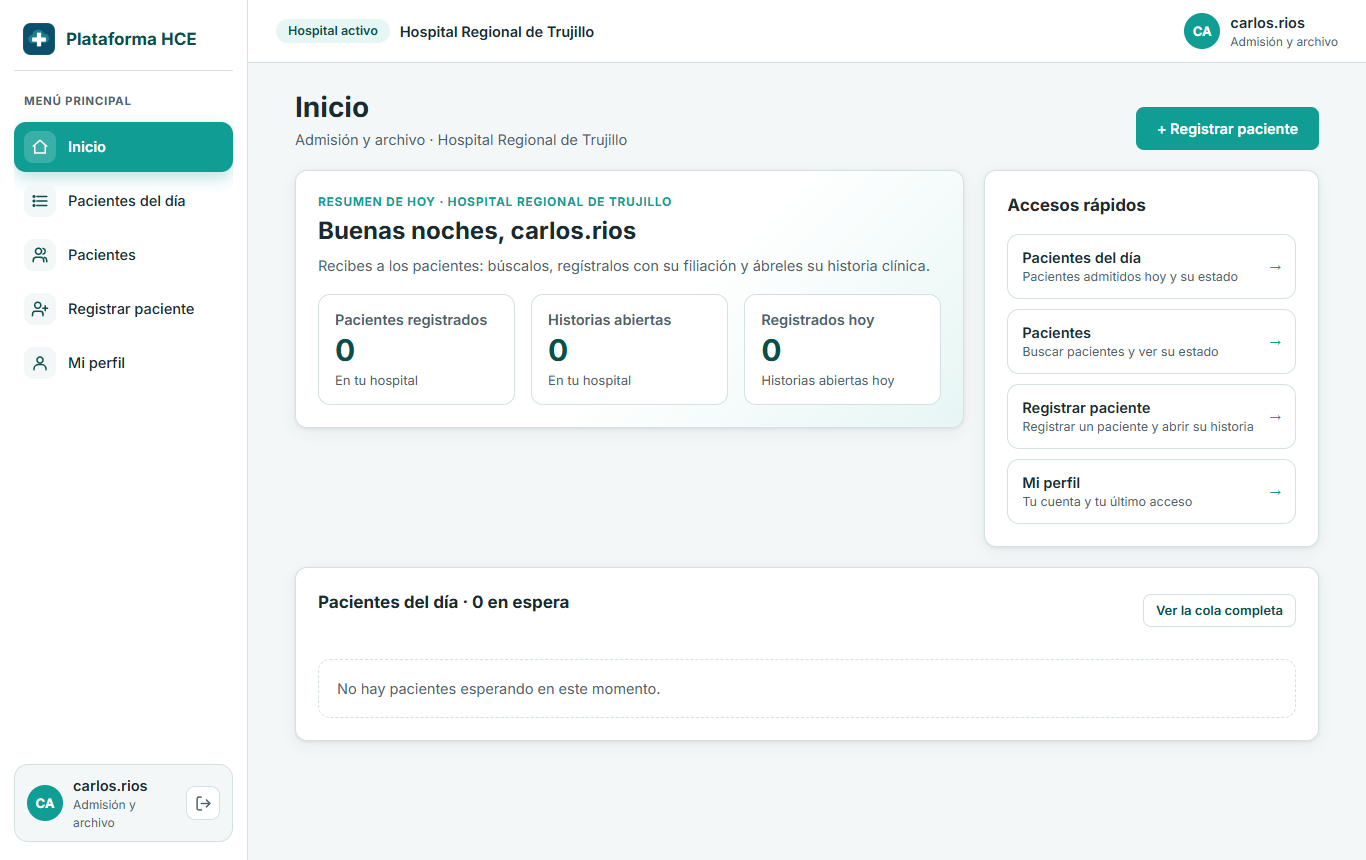 Plataforma HCE
MENÚ PRINCIPAL
Inicio
Pacientes del día
Pacientes
Registrar paciente
Mi perfil
CA
carlos.rios
Admisión y
archivo
Hospital activo
Hospital Regional de Trujillo
CA
carlos.rios
Admisión y archivo
Inicio
Admisión y archivo · Hospital Regional de Trujillo
+ Registrar paciente
RESUMEN DE HOY · HOSPITAL REGIONAL DE TRUJILLO
Buenas noches, carlos.rios
Recibes a los pacientes: búscalos, regístralos con su filiación y ábreles su historia clínica.
Pacientes registrados
0
En tu hospital
Historias abiertas
0
En tu hospital
Registrados hoy
0
Historias abiertas hoy
Accesos rápidos
Pacientes del día
Pacientes admitidos hoy y su estado
→
Pacientes
Buscar pacientes y ver su estado
→
Registrar paciente
Registrar un paciente y abrir su historia
→
Mi perfil
Tu cuenta y tu último acceso
→
Pacientes del día · 0 en espera
Ver la cola completa
No hay pacientes esperando en este momento.